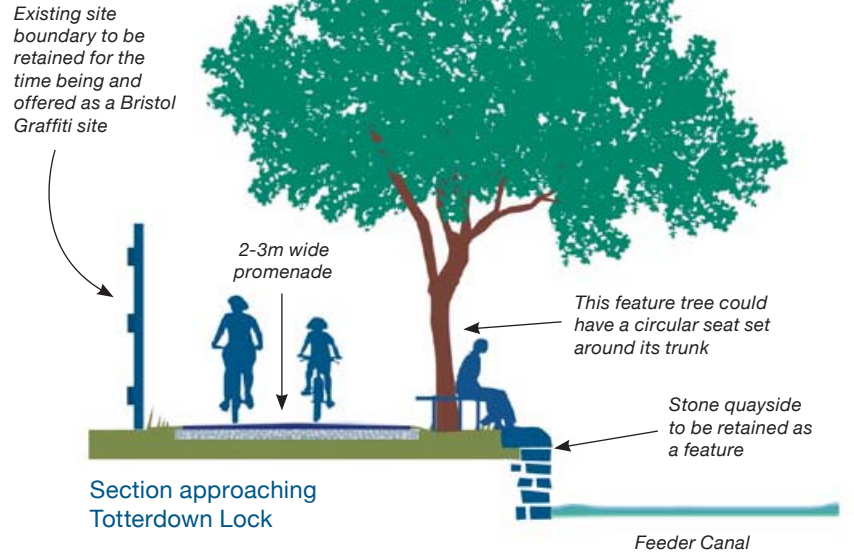 Existing site
boundary to be
retained for the
time being and
offered as a Bristol
Graffiti site
2-3m wide
promenade
This feature tree could
have a circular seat set
around its trunk
Stone quayside
to be retained as
a feature
Section approaching
Totterdown Lock
Feeder Canal